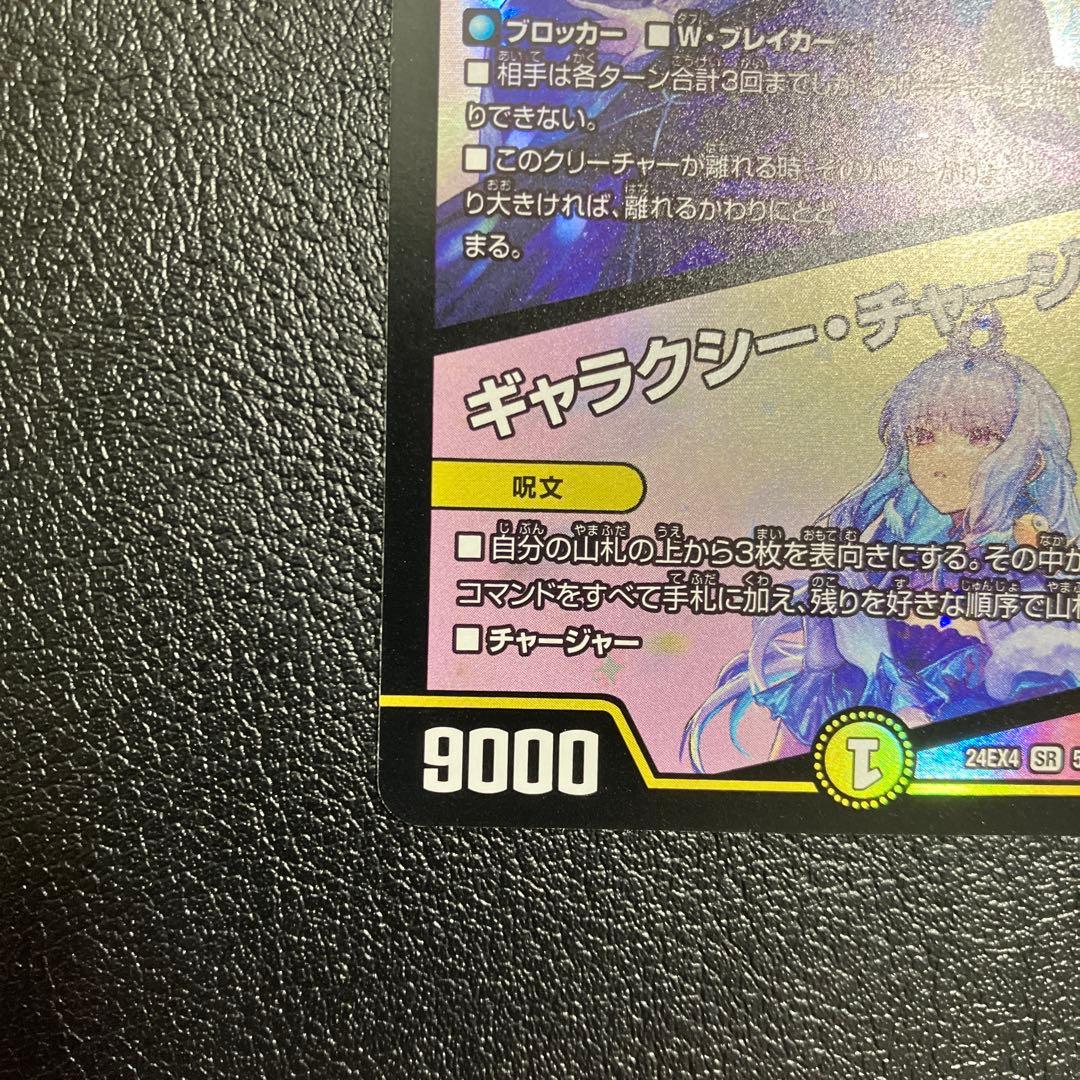 ブロッカー ■W・ブレイカー
■相手は各ターン合計3回までしか
りできない。
■このクリーチャーが離れる時、その
り大きければ、離れるかわりにとど
まる。
ギャラクシー・チャージ
呪文
■自分の山札の上から3枚を表向きにする。その中か
コマンドをすべて手札に加え、残りを好きな順序で山札
■チャージャー
9000
1
24EX4 SR 5